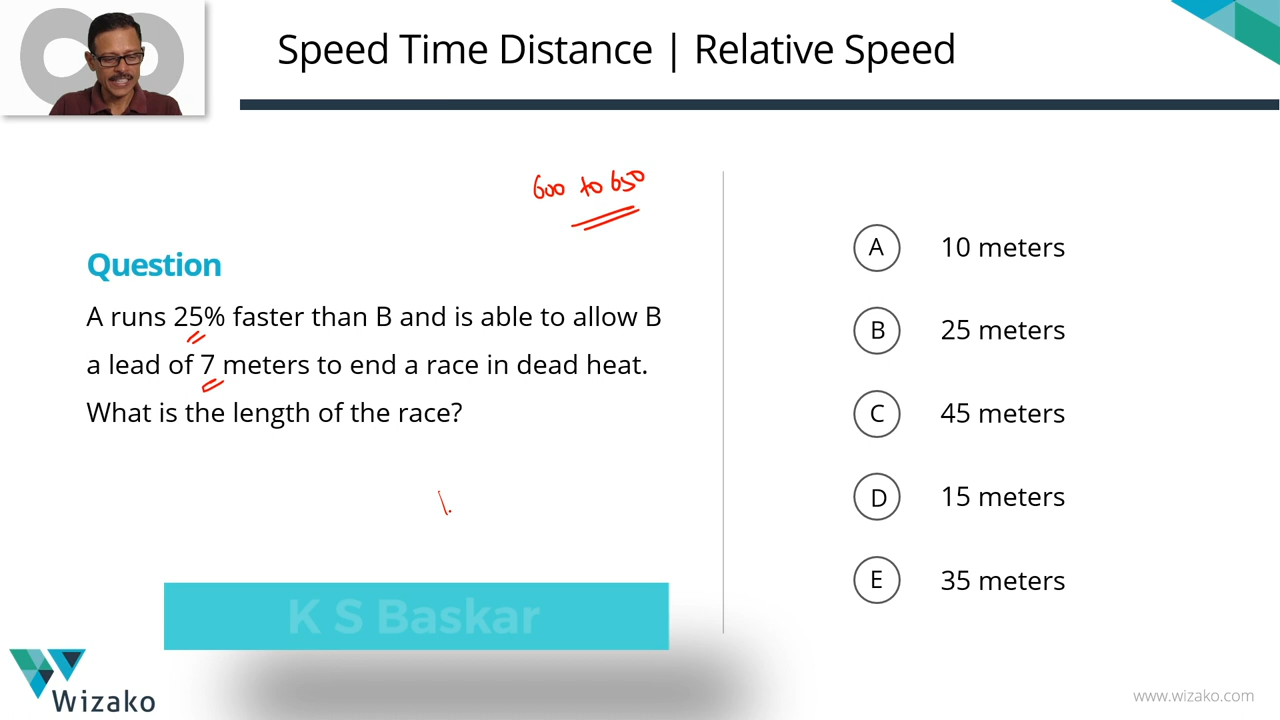 Speed Time Distance | Relative Speed
600 to 650
Question
A runs 25% faster than B and is able to allow B
a lead of 7 meters to end a race in dead heat.
What is the length of the race?
A 10 meters
B 25 meters
C 45 meters
D 15 meters
E 35 meters
K S Baskar
Wizako
www.wizako.com